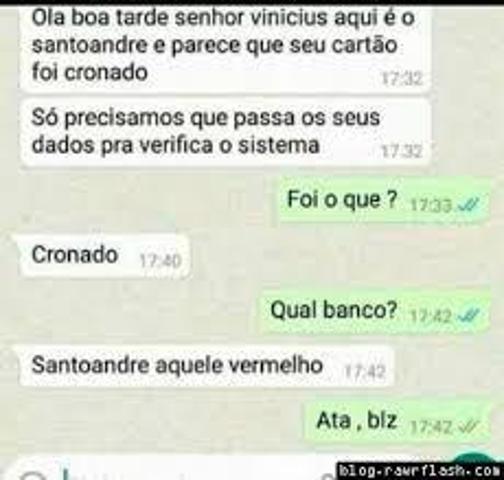 Ola boa tarde senhor vinicius aqui é o
santoandre e parece que seu cartão
foi cronado
17:32
Só precisamos que passa os seus
dados pra verifica o sistema
17:32
Foi o que ? 17:33
Cronado 17:40
Qual banco? 17:42
Santoandre aquele vermelho 17:42
Ata , blz 17:42
blog-rawrflash.com